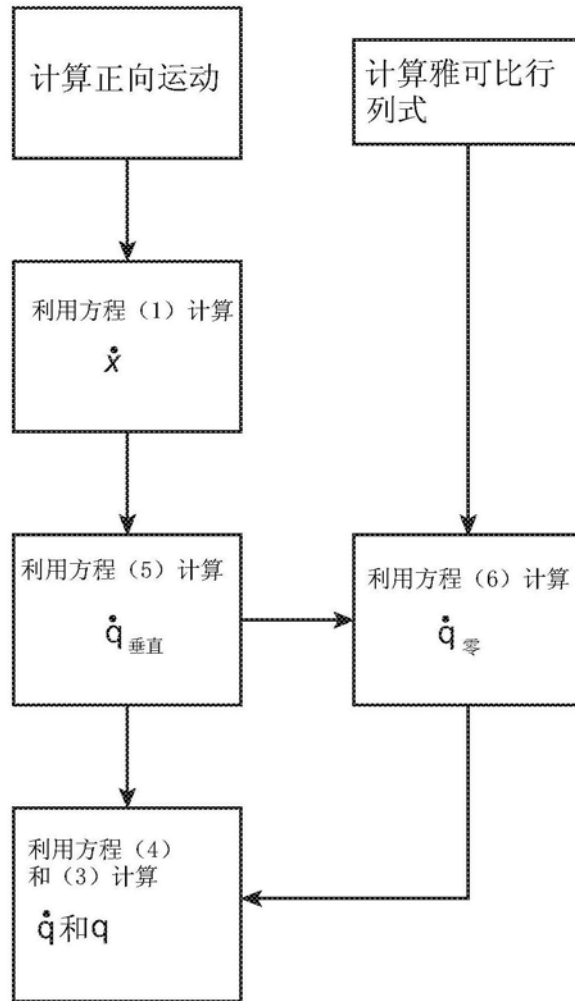 计算正向运动
计算雅可比行
列式
利用方程（1）计算
ẋ
利用方程（5）计算
q̇垂直
利用方程（6）计算
q̇零
利用方程（4）
和（3）计算
q̇和q